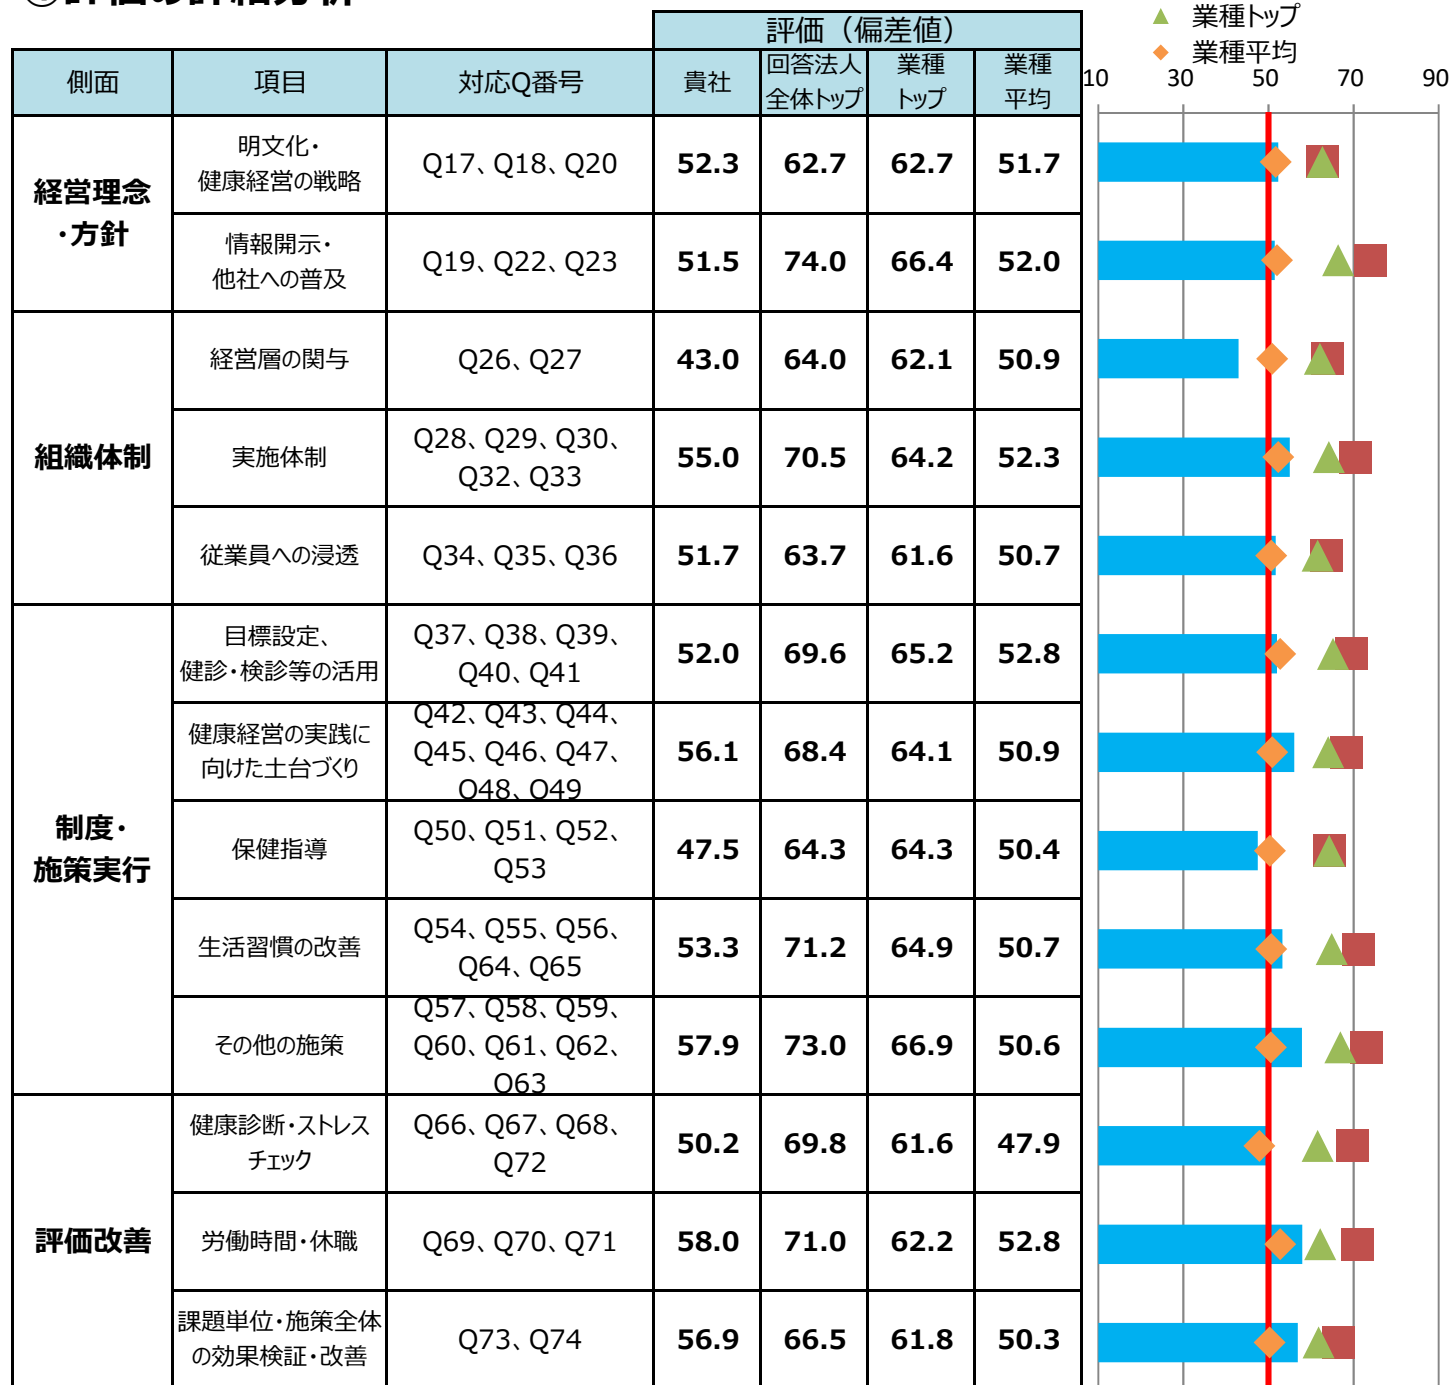 ▲ 業種トップ
◆ 業種平均
評価（偏差値）
側面 項目 対応Q番号 貴社 回答法人 業種 業種
全体トップ トップ 平均
10 30 50 70 90
経営理念
・方針
明文化・
健康経営の戦略
Q17、Q18、Q20 52.3 62.7 62.7 51.7
情報開示・
他社への普及
Q19、Q22、Q23 51.5 74.0 66.4 52.0
組織体制
経営層の関与 Q26、Q27 43.0 64.0 62.1 50.9
実施体制
Q28、Q29、Q30、
Q32、Q33
55.0 70.5 64.2 52.3
従業員への浸透 Q34、Q35、Q36 51.7 63.7 61.6 50.7
制度・
施策実行
目標設定、
健診・検診等の活用
Q37、Q38、Q39、
Q40、Q41
52.0 69.6 65.2 52.8
健康経営の実践に
向けた土台づくり
Q42、Q43、Q44、
Q45、Q46、Q47、
Q48、Q49
56.1 68.4 64.1 50.9
保健指導
Q50、Q51、Q52、
Q53
47.5 64.3 64.3 50.4
生活習慣の改善
Q54、Q55、Q56、
Q64、Q65
53.3 71.2 64.9 50.7
その他の施策
Q57、Q58、Q59、
Q60、Q61、Q62、
Q63
57.9 73.0 66.9 50.6
評価改善
健康診断・ストレス
チェック
Q66、Q67、Q68、
Q72
50.2 69.8 61.6 47.9
労働時間・休職 Q69、Q70、Q71 58.0 71.0 62.2 52.8
課題単位・施策全体
の効果検証・改善
Q73、Q74 56.9 66.5 61.8 50.3